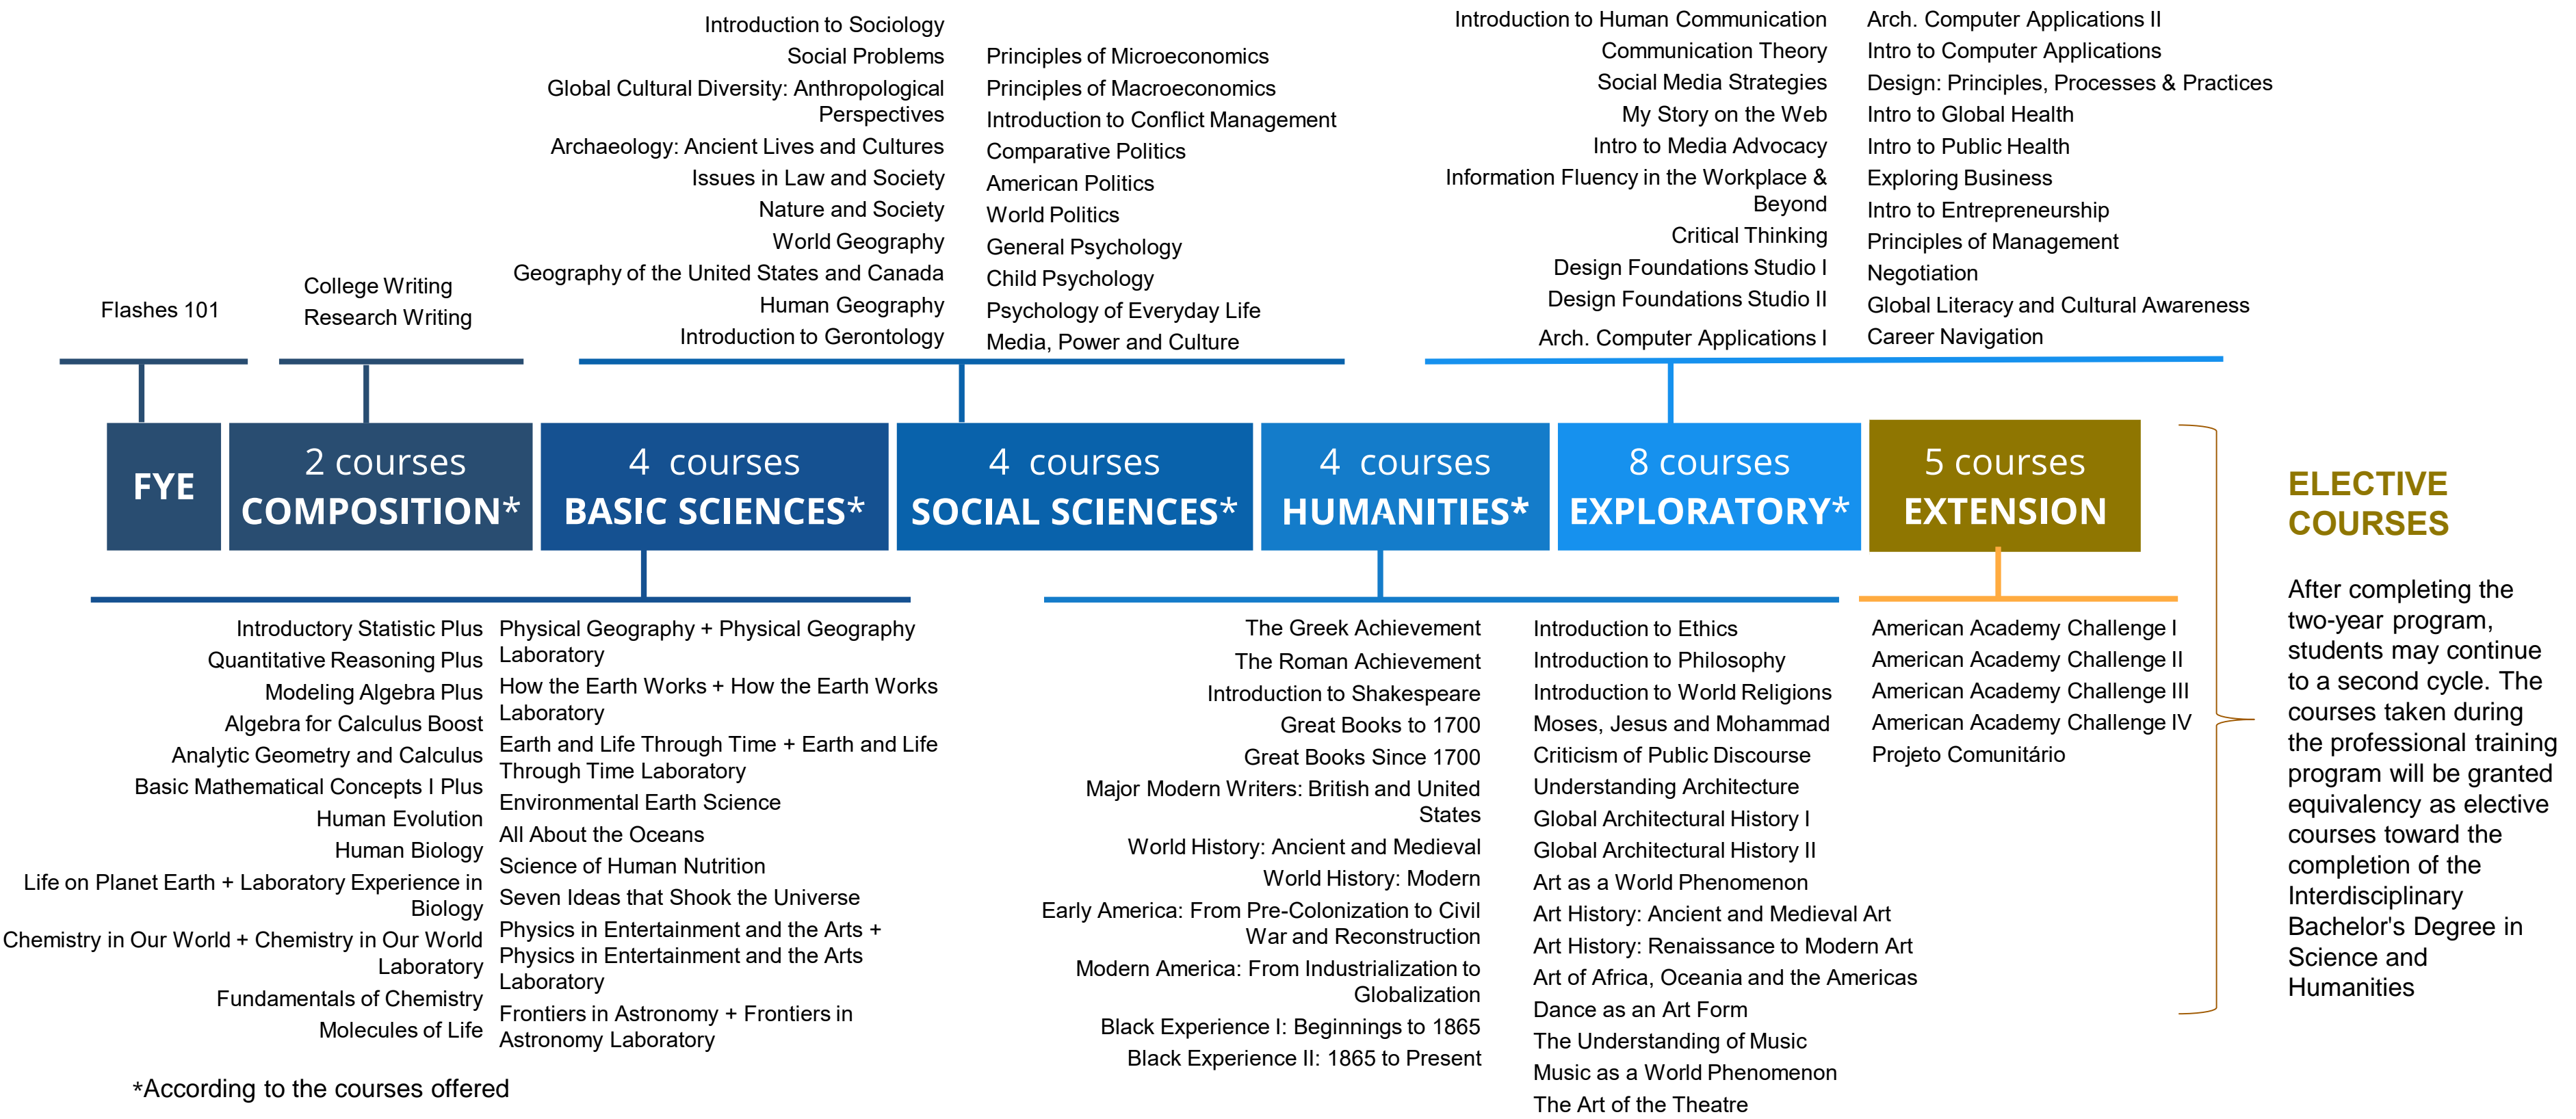 Introduction to Sociology
Social Problems
Global Cultural Diversity: Anthropological
Perspectives
Archaeology: Ancient Lives and Cultures
Issues in Law and Society
Nature and Society
World Geography
Geography of the United States and Canada
Human Geography
Introduction to Gerontology
Principles of Microeconomics
Principles of Macroeconomics
Introduction to Conflict Management
Comparative Politics
American Politics
World Politics
General Psychology
Child Psychology
Psychology of Everyday Life
Media, Power and Culture
Introduction to Human Communication
Communication Theory
Social Media Strategies
My Story on the Web
Intro to Media Advocacy
Information Fluency in the Workplace &
Beyond
Critical Thinking
Design Foundations Studio I
Design Foundations Studio II
Arch. Computer Applications I
Arch. Computer Applications II
Intro to Computer Applications
Design: Principles, Processes & Practices
Intro to Global Health
Intro to Public Health
Exploring Business
Intro to Entrepreneurship
Principles of Management
Negotiation
Global Literacy and Cultural Awareness
Career Navigation
Flashes 101
College Writing
Research Writing
FYE
2 courses
COMPOSITION*
4 courses
BASIC SCIENCES*
4 courses
SOCIAL SCIENCES*
4 courses
HUMANITIES*
8 courses
EXPLORATORY*
5 courses
EXTENSION
Introductory Statistic Plus
Quantitative Reasoning Plus
Modeling Algebra Plus
Algebra for Calculus Boost
Analytic Geometry and Calculus
Basic Mathematical Concepts I Plus
Human Evolution
Human Biology
Life on Planet Earth + Laboratory Experience in
Biology
Chemistry in Our World + Chemistry in Our World
Laboratory
Fundamentals of Chemistry
Molecules of Life
Physical Geography + Physical Geography
Laboratory
How the Earth Works + How the Earth Works
Laboratory
Earth and Life Through Time + Earth and Life
Through Time Laboratory
Environmental Earth Science
All About the Oceans
Science of Human Nutrition
Seven Ideas that Shook the Universe
Physics in Entertainment and the Arts +
Physics in Entertainment and the Arts
Laboratory
Frontiers in Astronomy + Frontiers in
Astronomy Laboratory
The Greek Achievement
The Roman Achievement
Introduction to Shakespeare
Great Books to 1700
Great Books Since 1700
Major Modern Writers: British and United
States
World History: Ancient and Medieval
World History: Modern
Early America: From Pre-Colonization to Civil
War and Reconstruction
Modern America: From Industrialization to
Globalization
Black Experience I: Beginnings to 1865
Black Experience II: 1865 to Present
Introduction to Ethics
Introduction to Philosophy
Introduction to World Religions
Moses, Jesus and Mohammad
Criticism of Public Discourse
Understanding Architecture
Global Architectural History I
Global Architectural History II
Art as a World Phenomenon
Art History: Ancient and Medieval Art
Art History: Renaissance to Modern Art
Art of Africa, Oceania and the Americas
Dance as an Art Form
The Understanding of Music
Music as a World Phenomenon
The Art of the Theatre
American Academy Challenge I
American Academy Challenge II
American Academy Challenge III
American Academy Challenge IV
Projeto Comunitário
ELECTIVE
COURSES
After completing the
two-year program,
students may continue
to a second cycle. The
courses taken during
the professional training
program will be granted
equivalency as elective
courses toward the
completion of the
Interdisciplinary
Bachelor's Degree in
Science and
Humanities
*According to the courses offered